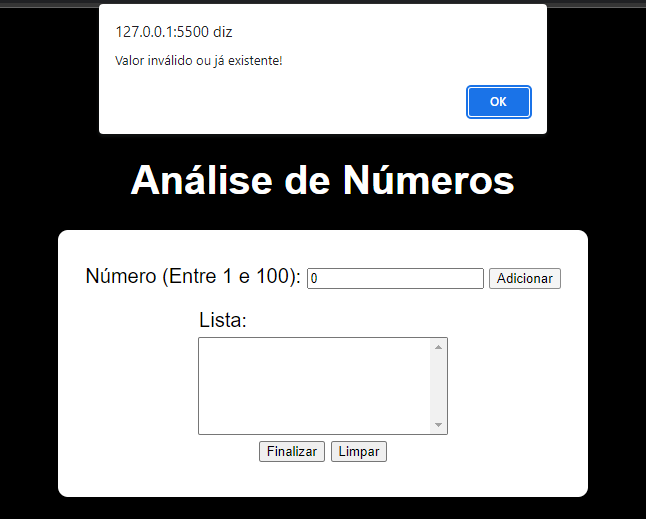 127.0.0.1:5500 diz
Valor inválido ou já existente!
OK
Análise de Números
Número (Entre 1 e 100): 0 Adicionar
Lista:
Finalizar Limpar